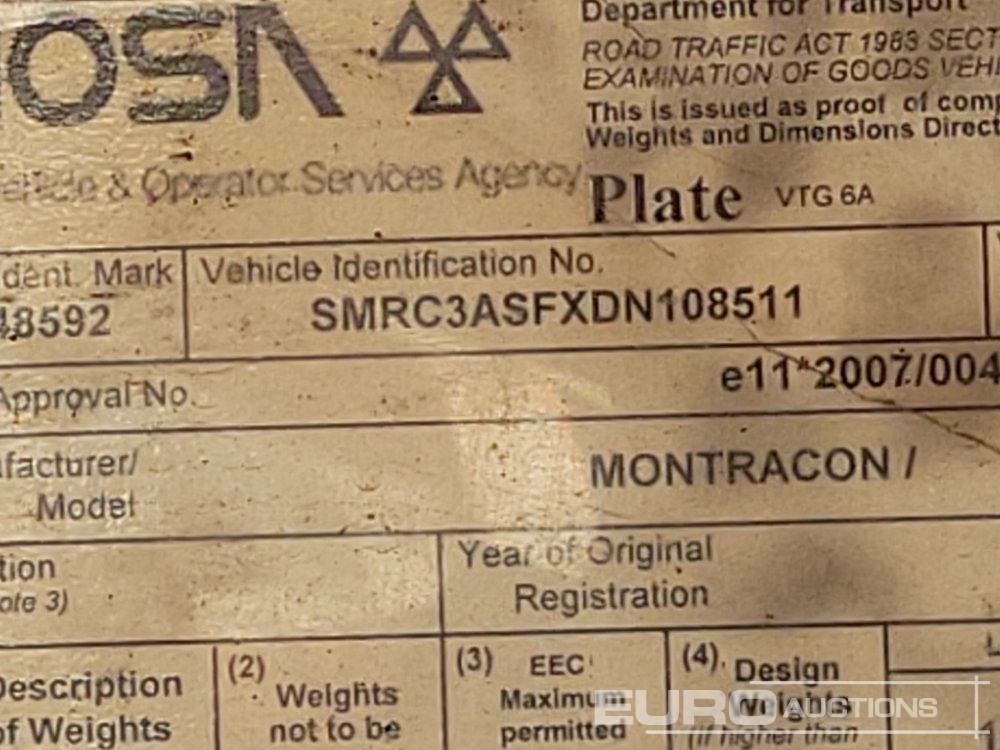 VOSA
Department for Transport
ROAD TRAFFIC ACT 1983 SECT
EXAMINATION OF GOODS VEHI
This is issued as proof of comp
Weights and Dimensions Direct
Vehicle & Operator Services Agency
Plate VTG 6A
dent. Mark
48592
Vehicle Identification No.
SMRC3ASFXDN108511
Approval No.
e11*2007/004
facturer/
Model
MONTRACON /
tion
ote 3)
Year of Original
Registration
Description
of Weights
(2) Weights
not to be
(3) EEC
Maximum
permitted
(4) Design
Weights
(if higher than
EURO AUCTIONS